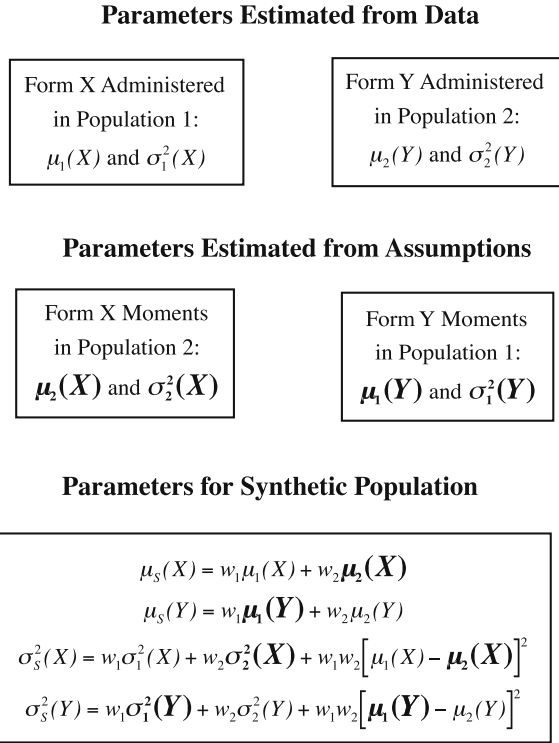 Parameters Estimated from Data
Form X Administered
in Population 1:
μ₁(X) and σ₁²(X)
Form Y Administered
in Population 2:
μ₂(Y) and σ₂²(Y)
Parameters Estimated from Assumptions
Form X Moments
in Population 2:
μ₂(X) and σ₂²(X)
Form Y Moments
in Population 1:
μ₁(Y) and σ₁²(Y)
Parameters for Synthetic Population
μₛ(X) = w₁μ₁(X) + w₂μ₂(X)
μₛ(Y) = w₁μ₁(Y) + w₂μ₂(Y)
σₛ²(X) = w₁σ₁²(X) + w₂σ₂²(X) + w₁w₂[μ₁(X) − μ₂(X)]²
σₛ²(Y) = w₁σ₁²(Y) + w₂σ₂²(Y) + w₁w₂[μ₁(Y) − μ₂(Y)]²